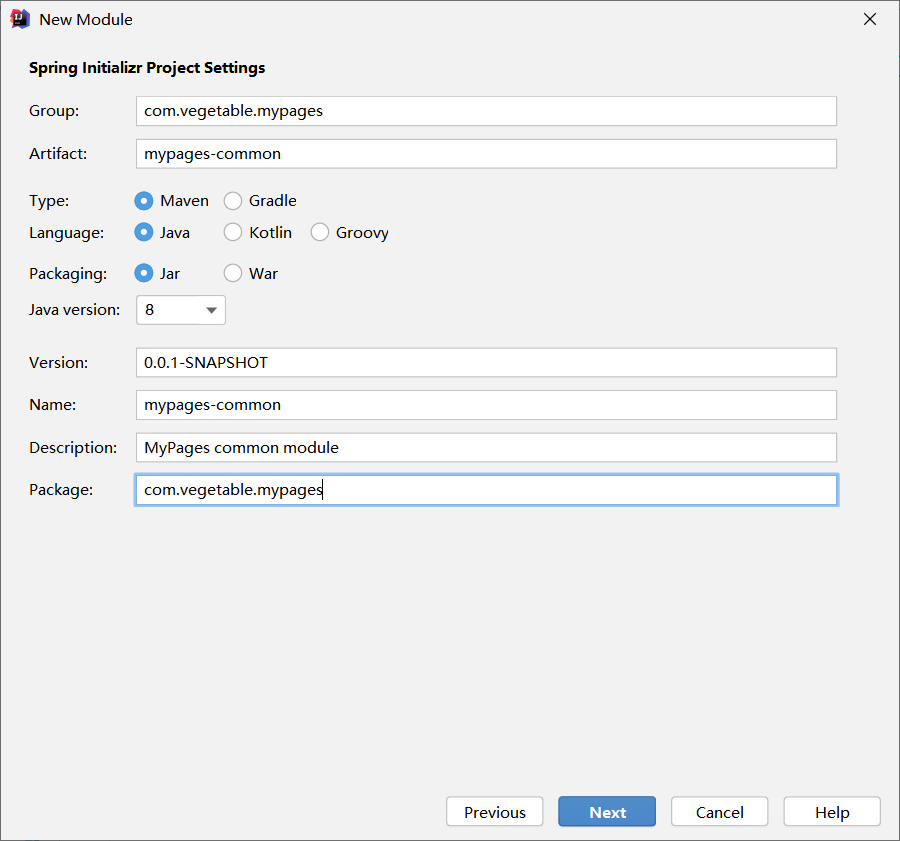 New Module
Spring Initializr Project Settings
Group: com.vegetable.mypages
Artifact: mypages-common
Type: Maven Gradle
Language: Java Kotlin Groovy
Packaging: Jar War
Java version: 8
Version: 0.0.1-SNAPSHOT
Name: mypages-common
Description: MyPages common module
Package: com.vegetable.mypages
Previous Next Cancel Help